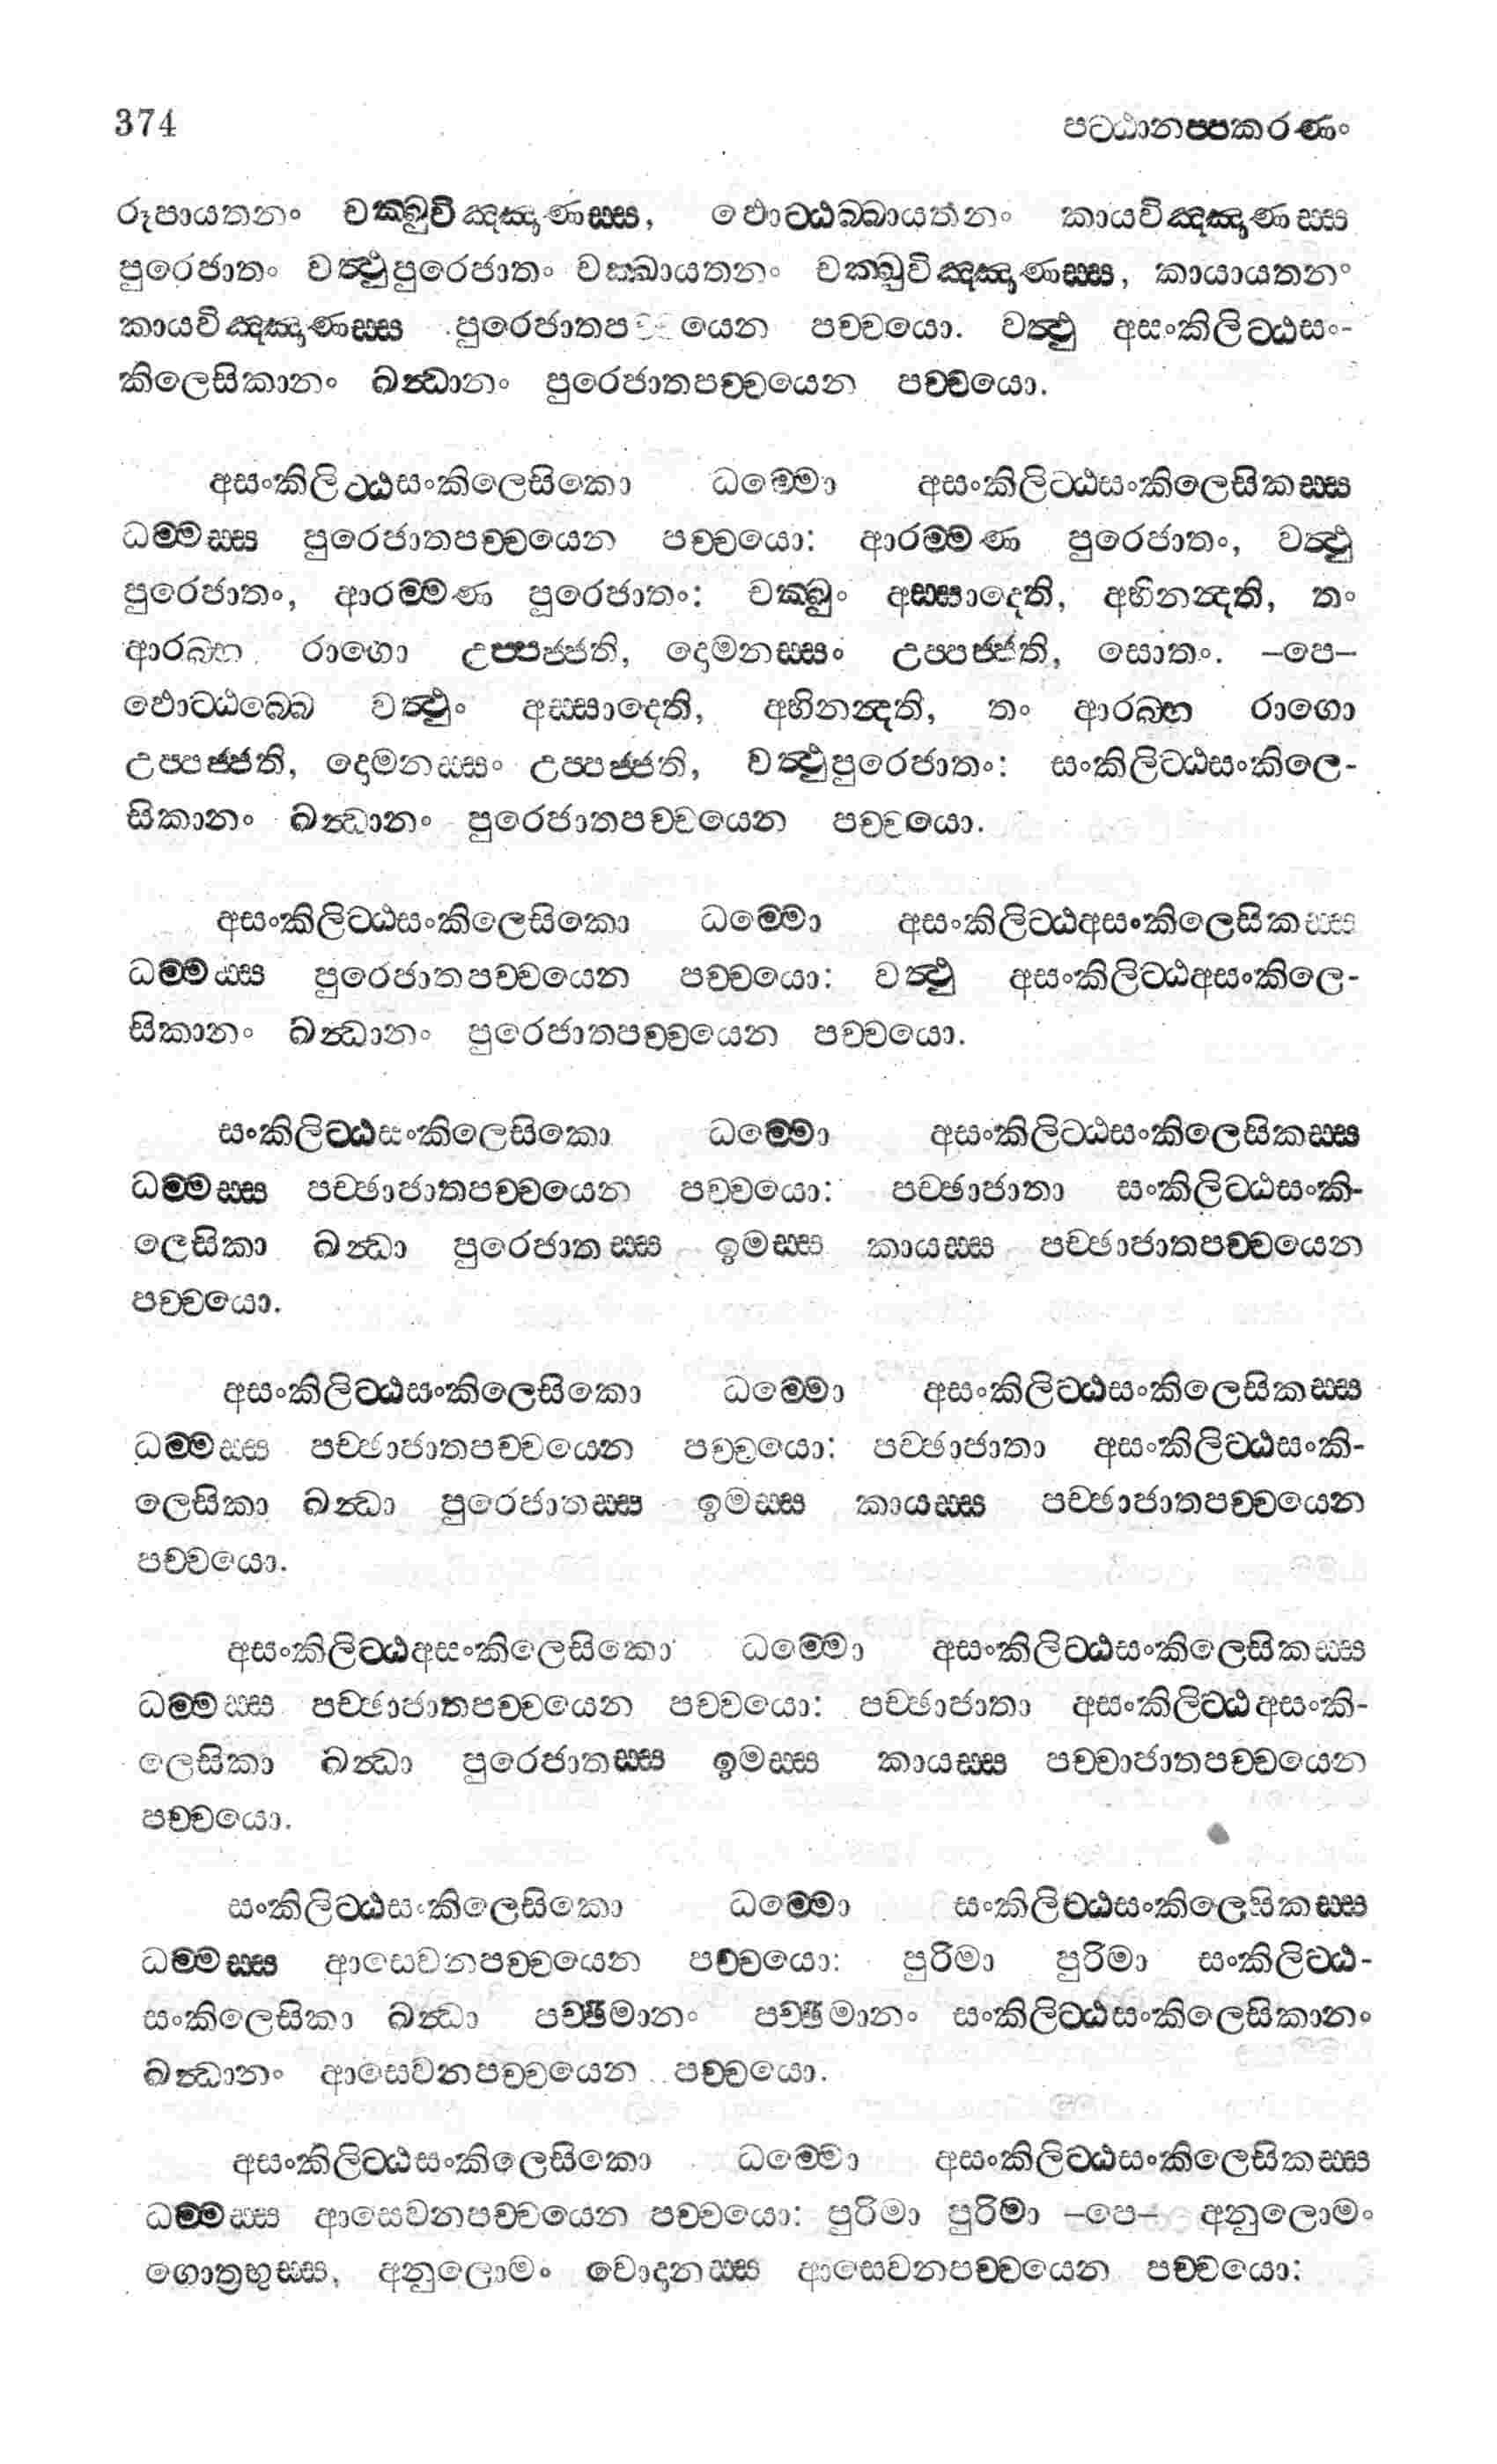 374 පට්ඨානප්පකරණං
රූපායතනං චක්ඛුවිඤ්ඤණස්ස, ඵොට්ඨබ්බායතනං කායවිඤ්ඤණස්ස
පුරෙජාතං වත්ථුපුරෙජාතං චක්ඛායතනං චක්ඛුවිඤ්ඤණස්ස, කායායතනං
කායවිඤ්ඤණස්ස පච්චයො. වත්ථු අසංකිලිට්ඨසං-
කිලෙසිකානං ඛන්ධානං පුරෙජාතපච්චයෙන පච්චයො.
අසංකිලිට්ඨසංකිලෙසිකො ධම්මො අසංකිලිට්ඨසංකිලෙසිකස්ස
ධම්මස්ස පුරෙජාතපච්චයෙන පච්චයො: ආරම්මණ පුරෙජාතං, වත්ථු
පුරෙජාතං, ආරම්මණ පුරෙජාතං: චක්ඛුං අස්සාදෙති, අභිනන්දති, තං
ආරබ්භ රාගො උප්පජ්ජති, දොමනස්සං උප්පජ්ජති, සොතං. –පෙ–
ඵොට්ඨබ්බෙ වත්ථුං අස්සාදෙති, අභිනන්දති, තං ආරබ්භ රාගො
උප්පජ්ජති, දොමනස්සං උප්පජ්ජති, වත්ථුපුරෙජාතං: සංකිලිට්ඨසංකිලෙ-
සිකානං ඛන්ධානං පුරෙජාතපච්චයෙන පච්චයො.
අසංකිලිට්ඨසංකිලෙසිකො ධම්මො අසංකිලිට්ඨඅසංකිලෙසිකස්ස
ධම්මස්ස පුරෙජාතපච්චයෙන පච්චයො: වත්ථු අසංකිලිට්ඨඅසංකිලෙ-
සිකානං ඛන්ධානං පුරෙජාතපච්චයෙන පච්චයො.
සංකිලිට්ඨසංකිලෙසිකො ධම්මො අසංකිලිට්ඨසංකිලෙසිකස්ස
ධම්මස්ස පච්ඡාජාතපච්චයෙන පච්චයො: පච්ඡාජාතා සංකිලිට්ඨසංකි-
ලෙසිකා ඛන්ධා පුරෙජාතස්ස ඉමස්ස කායස්ස පච්ඡාජාතපච්චයෙන
පච්චයො.
අසංකිලිට්ඨසංකිලෙසිකො ධම්මො අසංකිලිට්ඨසංකිලෙසිකස්ස
ධම්මස්ස පච්ඡාජාතපච්චයෙන පච්චයො: පච්ඡාජාතා අසංකිලිට්ඨසංකි-
ලෙසිකා ඛන්ධා පුරෙජාතස්ස ඉමස්ස කායස්ස පච්ඡාජාතපච්චයෙන
පච්චයො.
අසංකිලිට්ඨඅසංකිලෙසිකො ධම්මො අසංකිලිට්ඨසංකිලෙසිකස්ස
ධම්මස්ස පච්ඡාජාතපච්චයෙන පච්චයො: පච්ඡාජාතා අසංකිලිට්ඨඅසංකි-
ලෙසිකා ඛන්ධා පුරෙජාතස්ස ඉමස්ස කායස්ස පච්චාජාතපච්චයෙන
පච්චයො.
සංකිලිට්ඨසංකිලෙසිකො ධම්මො සංකිලිට්ඨසංකිලෙසිකස්ස
ධම්මස්ස ආසෙවනපච්චයෙන පච්චයො: පුරිමා පුරිමා සංකිලිට්ඨ-
සංකිලෙසිකා ඛන්ධා පච්ඡිමානං පච්ඡිමානං සංකිලිට්ඨසංකිලෙසිකානං
ඛන්ධානං ආසෙවනපච්චයෙන පච්චයො.
අසංකිලිට්ඨසංකිලෙසිකො ධම්මො අසංකිලිට්ඨසංකිලෙසිකස්ස
ධම්මස්ස ආසෙවනපච්චයෙන පච්චයො: පුරිමා පුරිමා –පෙ– අනුලොමං
ගොත්‍රභුස්ස, අනුලොමං වොදානස්ස ආසෙවනපච්චයෙන පච්චයො: